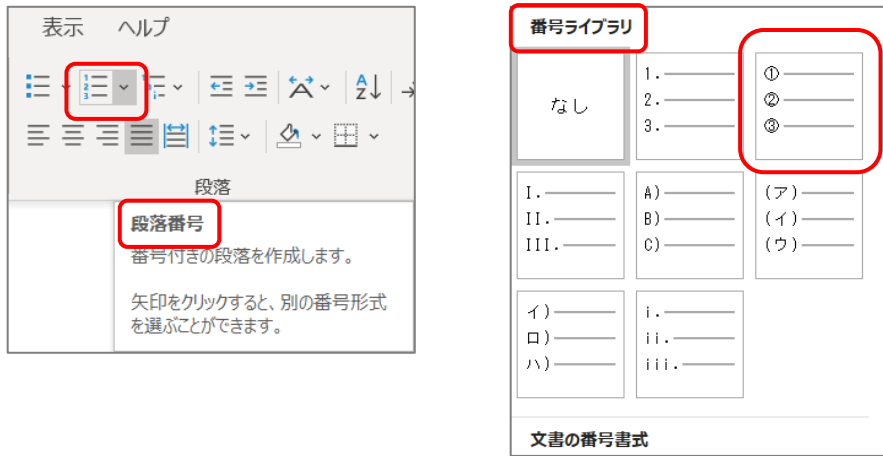 表示 ヘルプ
段落
段落番号
番号付きの段落を作成します。
矢印をクリックすると、別の番号形式
を選ぶことができます。
番号ライブラリ
なし
1.
2.
3.
①
②
③
I.
II.
III.
A)
B)
C)
(ア)
(イ)
(ウ)
イ)
ロ)
ハ)
i.
ii.
iii.
文書の番号書式